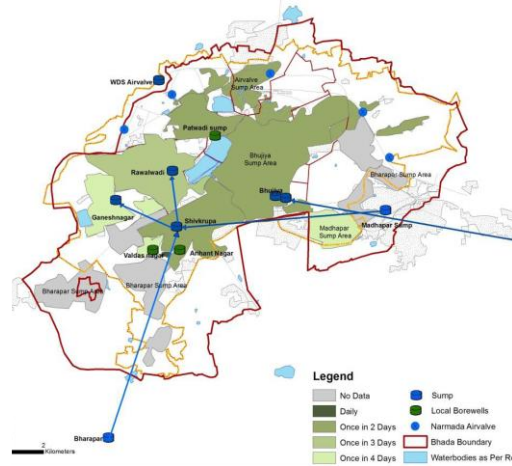 WDS Airvalve
Airvalve
Sump Area
Patwadi sump
Bhujiya
Sump Area
Rawalwadi
Bharapar Sump Area
Bhujiya
Ganeshnagar
Shivkrupa
Madhapar Sump
Madhapar
Sump Area
Valdas nagar
Arihant Nagar
Bharapar Sump Area
Bharapar Sump Area
Bharapar
2
Kilometers
Legend
No Data
Daily
Once in 2 Days
Once in 3 Days
Once in 4 Days
Sump
Local Borewells
Narmada Airvalve
Bhada Boundary
Waterbodies as Per Re